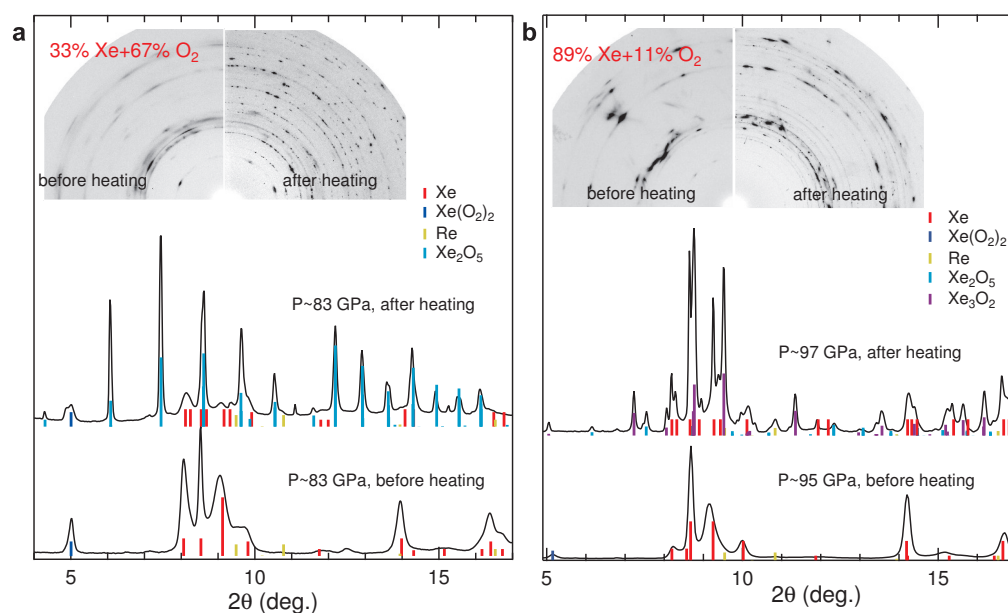 a
33% Xe+67% O₂
before heating
after heating
Xe
Xe(O₂)₂
Re
Xe₂O₅
P~83 GPa, after heating
P~83 GPa, before heating
5
10
15
2θ (deg.)
b
89% Xe+11% O₂
before heating
after heating
Xe
Xe(O₂)₂
Re
Xe₂O₅
Xe₃O₂
P~97 GPa, after heating
P~95 GPa, before heating
5
10
15
2θ (deg.)